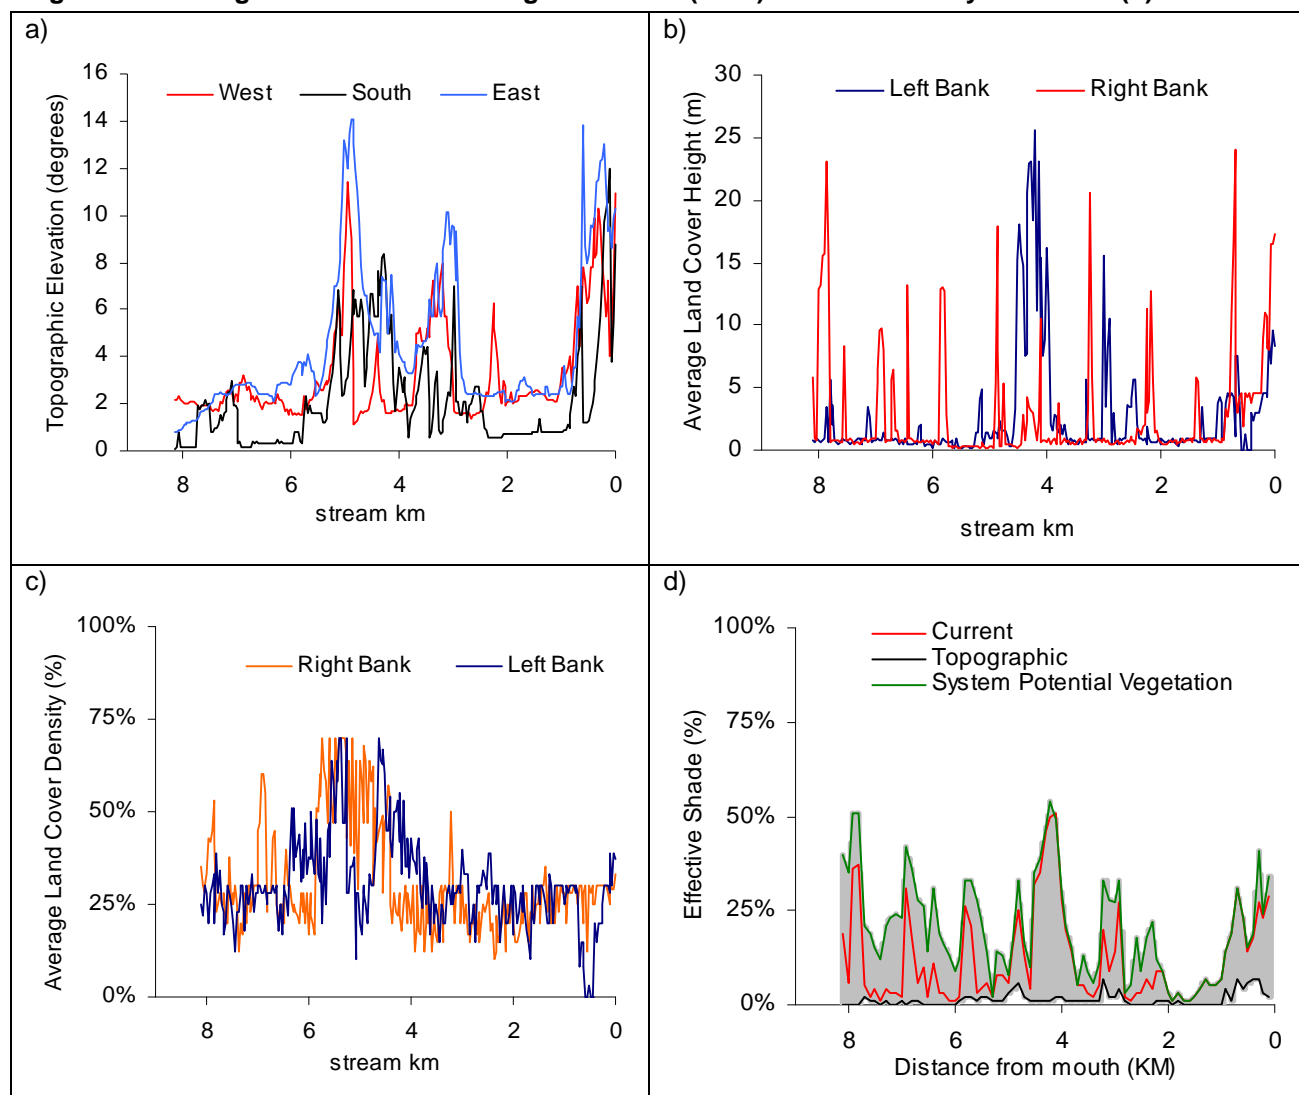 a)
16
14
12
10
8
6
4
2
0
Topographic Elevation (degrees)
West South East
8 6 4 2 0
stream km
b)
30
25
20
15
10
5
0
Average Land Cover Height (m)
Left Bank Right Bank
8 6 4 2 0
stream km
c)
100%
75%
50%
25%
0%
Average Land Cover Density (%)
Right Bank Left Bank
8 6 4 2 0
stream km
d)
100%
75%
50%
25%
0%
Effective Shade (%)
Current
Topographic
System Potential Vegetation
8 6 4 2 0
Distance from mouth (KM)